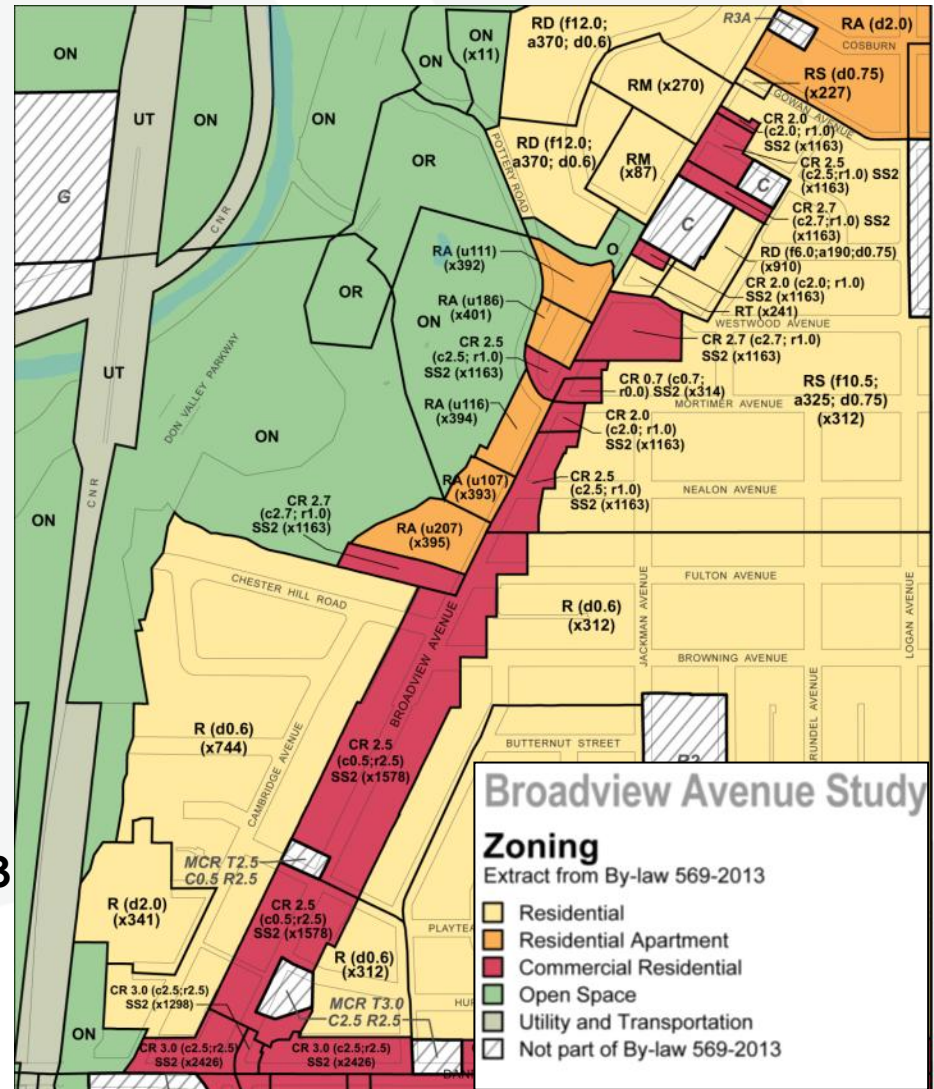 ON
RD (f12.0;
a370; d0.6)
ON
(x11)
ON
R3A
RA (d2.0)
COSBURN
RS (d0.75)
(x227)
GOWAN AVENUE
RM (x270)
UT
ON
ON
G
CNR
OR
POTTERY ROAD
RD (f12.0;
a370; d0.6)
RM
(x87)
CR 2.0
(c2.0; r1.0)
SS2 (x1163)
CR 2.5
(c2.5;r1.0) SS2
(x1163)
C
CR 2.7
(c2.7;r1.0) SS2
(x1163)
C
O
RD (f6.0;a190;d0.75)
(x910)
CR 2.0 (c2.0; r1.0)
SS2 (x1163)
RT (x241)
WESTWOOD AVENUE
RA (u111)
(x392)
OR
ON
RA (u186)
(x401)
CR 2.5
(c2.5; r1.0)
SS2 (x1163)
CR 2.7 (c2.7; r1.0)
SS2 (x1163)
UT
DON VALLEY PARKWAY
CR 0.7 (c0.7;
r0.0) SS2 (x314)
MORTIMER AVENUE
RS (f10.5;
a325; d0.75)
(x312)
RA (u116)
(x394)
CR 2.0
(c2.0; r1.0)
SS2 (x1163)
ON
CNR
ON
RA (u107)
(x393)
CR 2.5
(c2.5; r1.0)
SS2 (x1163)
NEALON AVENUE
CR 2.7
(c2.7; r1.0)
SS2 (x1163)
RA (u207)
(x395)
CHESTER HILL ROAD
FULTON AVENUE
JACKMAN AVENUE
LOGAN AVENUE
R (d0.6)
(x312)
BROADVIEW AVENUE
BROWNING AVENUE
R (d0.6)
(x744)
CAMBRIDGE AVENUE
CR 2.5
(c0.5;r2.5)
SS2 (x1578)
BUTTERNUT STREET
3
MCR T2.5
C0.5 R2.5
R (d2.0)
(x341)
CR 2.5
(c0.5;r2.5)
SS2 (x1578)
R (d0.6)
(x312)
CR 3.0 (c2.5;r2.5)
SS2 (x1298)
MCR T3.0
C2.5 R2.5
ON
CR 3.0 (c2.5;r2.5)
SS2 (x2426)
CR 3.0 (c2.5;r2.5)
SS2 (x2426)
Broadview Avenue Study
Zoning
Extract from By-law 569-2013
Residential
Residential Apartment
Commercial Residential
Open Space
Utility and Transportation
Not part of By-law 569-2013